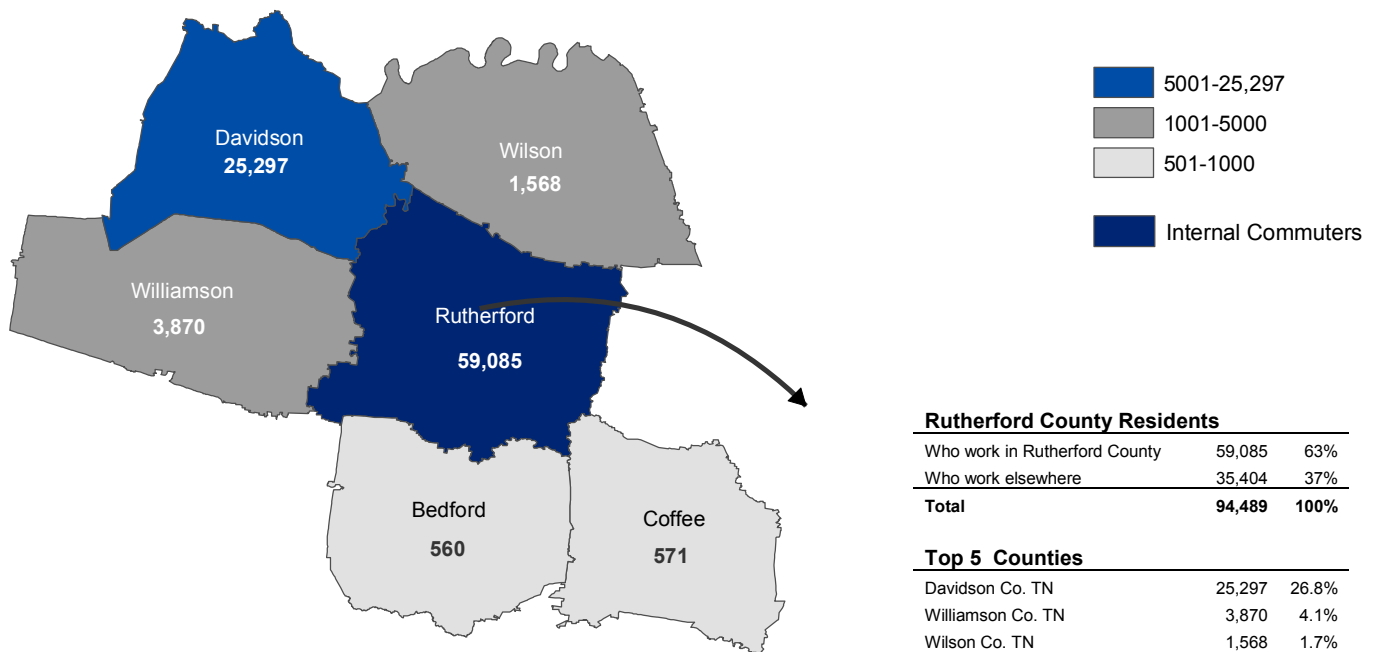 Davidson
25,297
Wilson
1,568
Williamson
3,870
Rutherford
59,085
Bedford
560
Coffee
571
5001-25,297
1001-5000
501-1000
Internal Commuters
Rutherford County Residents
Who work in Rutherford County 59,085 63%
Who work elsewhere 35,404 37%
Total 94,489 100%
Top 5 Counties
Davidson Co. TN 25,297 26.8%
Williamson Co. TN 3,870 4.1%
Wilson Co. TN 1,568 1.7%